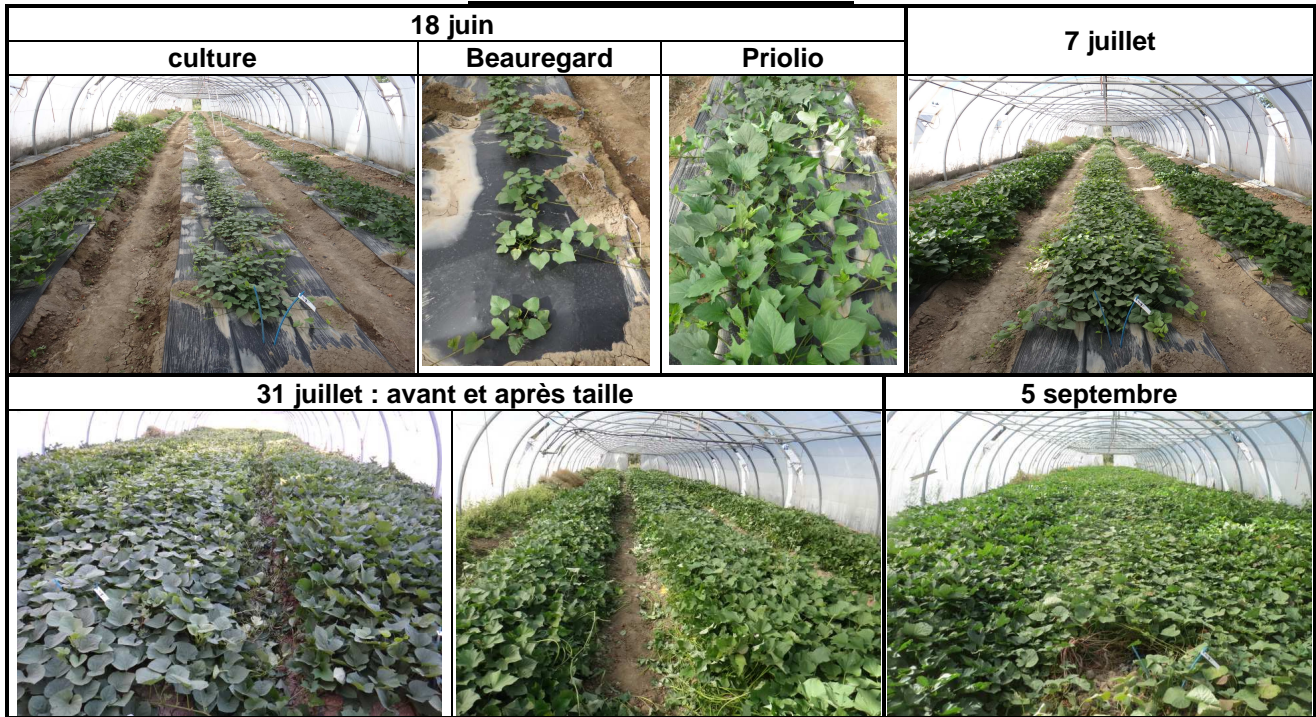 18 juin
7 juillet
culture
Beauregard
Priolio
31 juillet : avant et après taille
5 septembre